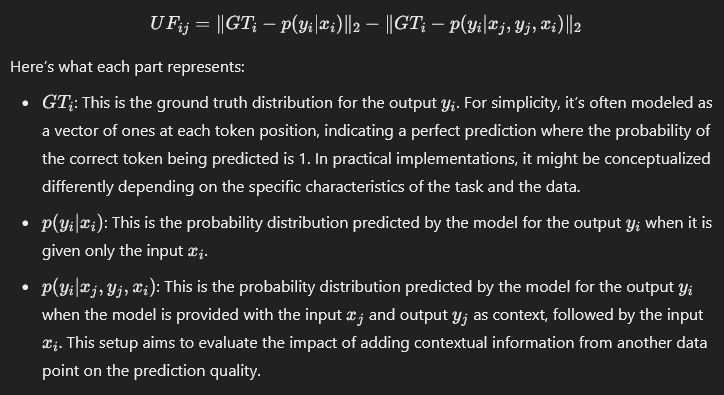 UF_{ij} = ‖GT_i − p(y_i|x_i)‖_2 − ‖GT_i − p(y_i|x_j, y_j, x_i)‖_2
Here's what each part represents:
• GT_i: This is the ground truth distribution for the output y_i. For simplicity, it's often modeled as
a vector of ones at each token position, indicating a perfect prediction where the probability of
the correct token being predicted is 1. In practical implementations, it might be conceptualized
differently depending on the specific characteristics of the task and the data.
• p(y_i|x_i): This is the probability distribution predicted by the model for the output y_i when it is
given only the input x_i.
• p(y_i|x_j, y_j, x_i): This is the probability distribution predicted by the model for the output y_i
when the model is provided with the input x_j and output y_j as context, followed by the input
x_i. This setup aims to evaluate the impact of adding contextual information from another data
point on the prediction quality.